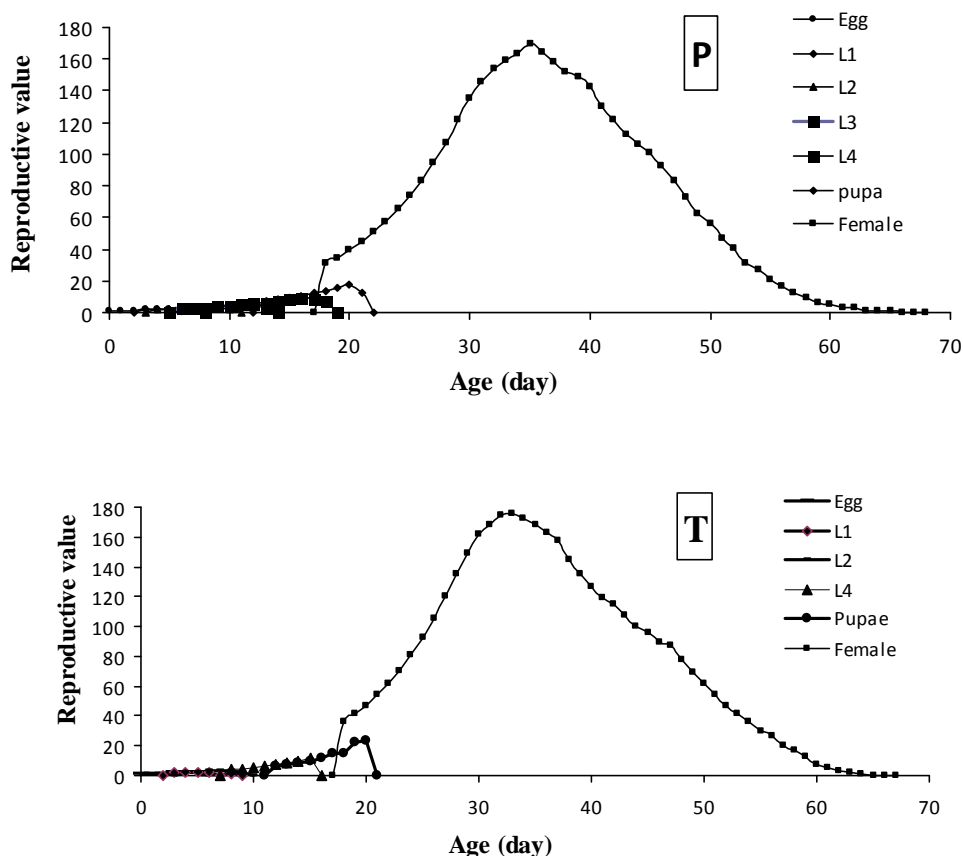 180
160
140
120
100
80
60
40
20
0
Reproductive value
P
Egg
L1
L2
L3
L4
pupa
Female
0 10 20 30 40 50 60 70
Age (day)
180
160
140
120
100
80
60
40
20
0
Reproductive value
T
Egg
L1
L2
L4
Pupae
Female
0 10 20 30 40 50 60 70
Age (day)